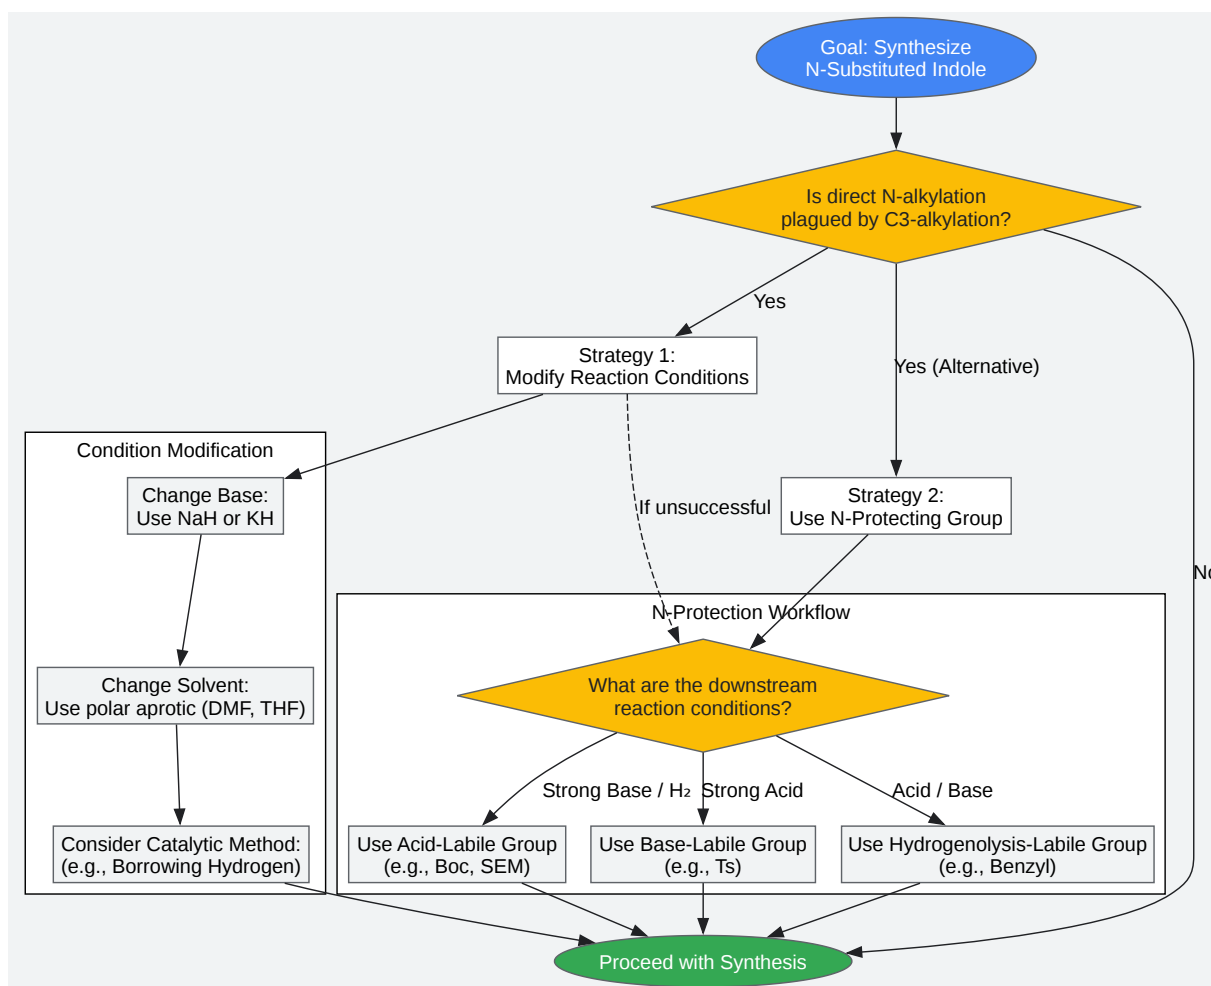 Goal: Synthesize
N-Substituted Indole
Is direct N-alkylation
plagued by C3-alkylation?
Yes
Strategy 1:
Modify Reaction Conditions
Yes (Alternative)
Condition Modification
Change Base:
Use NaH or KH
If unsuccessful
Strategy 2:
Use N-Protecting Group
No
N-Protection Workflow
Change Solvent:
Use polar aprotic (DMF, THF)
What are the downstream
reaction conditions?
Strong Base / H₂
Strong Acid
Acid / Base
Consider Catalytic Method:
(e.g., Borrowing Hydrogen)
Use Acid-Labile Group
(e.g., Boc, SEM)
Use Base-Labile Group
(e.g., Ts)
Use Hydrogenolysis-Labile Group
(e.g., Benzyl)
Proceed with Synthesis